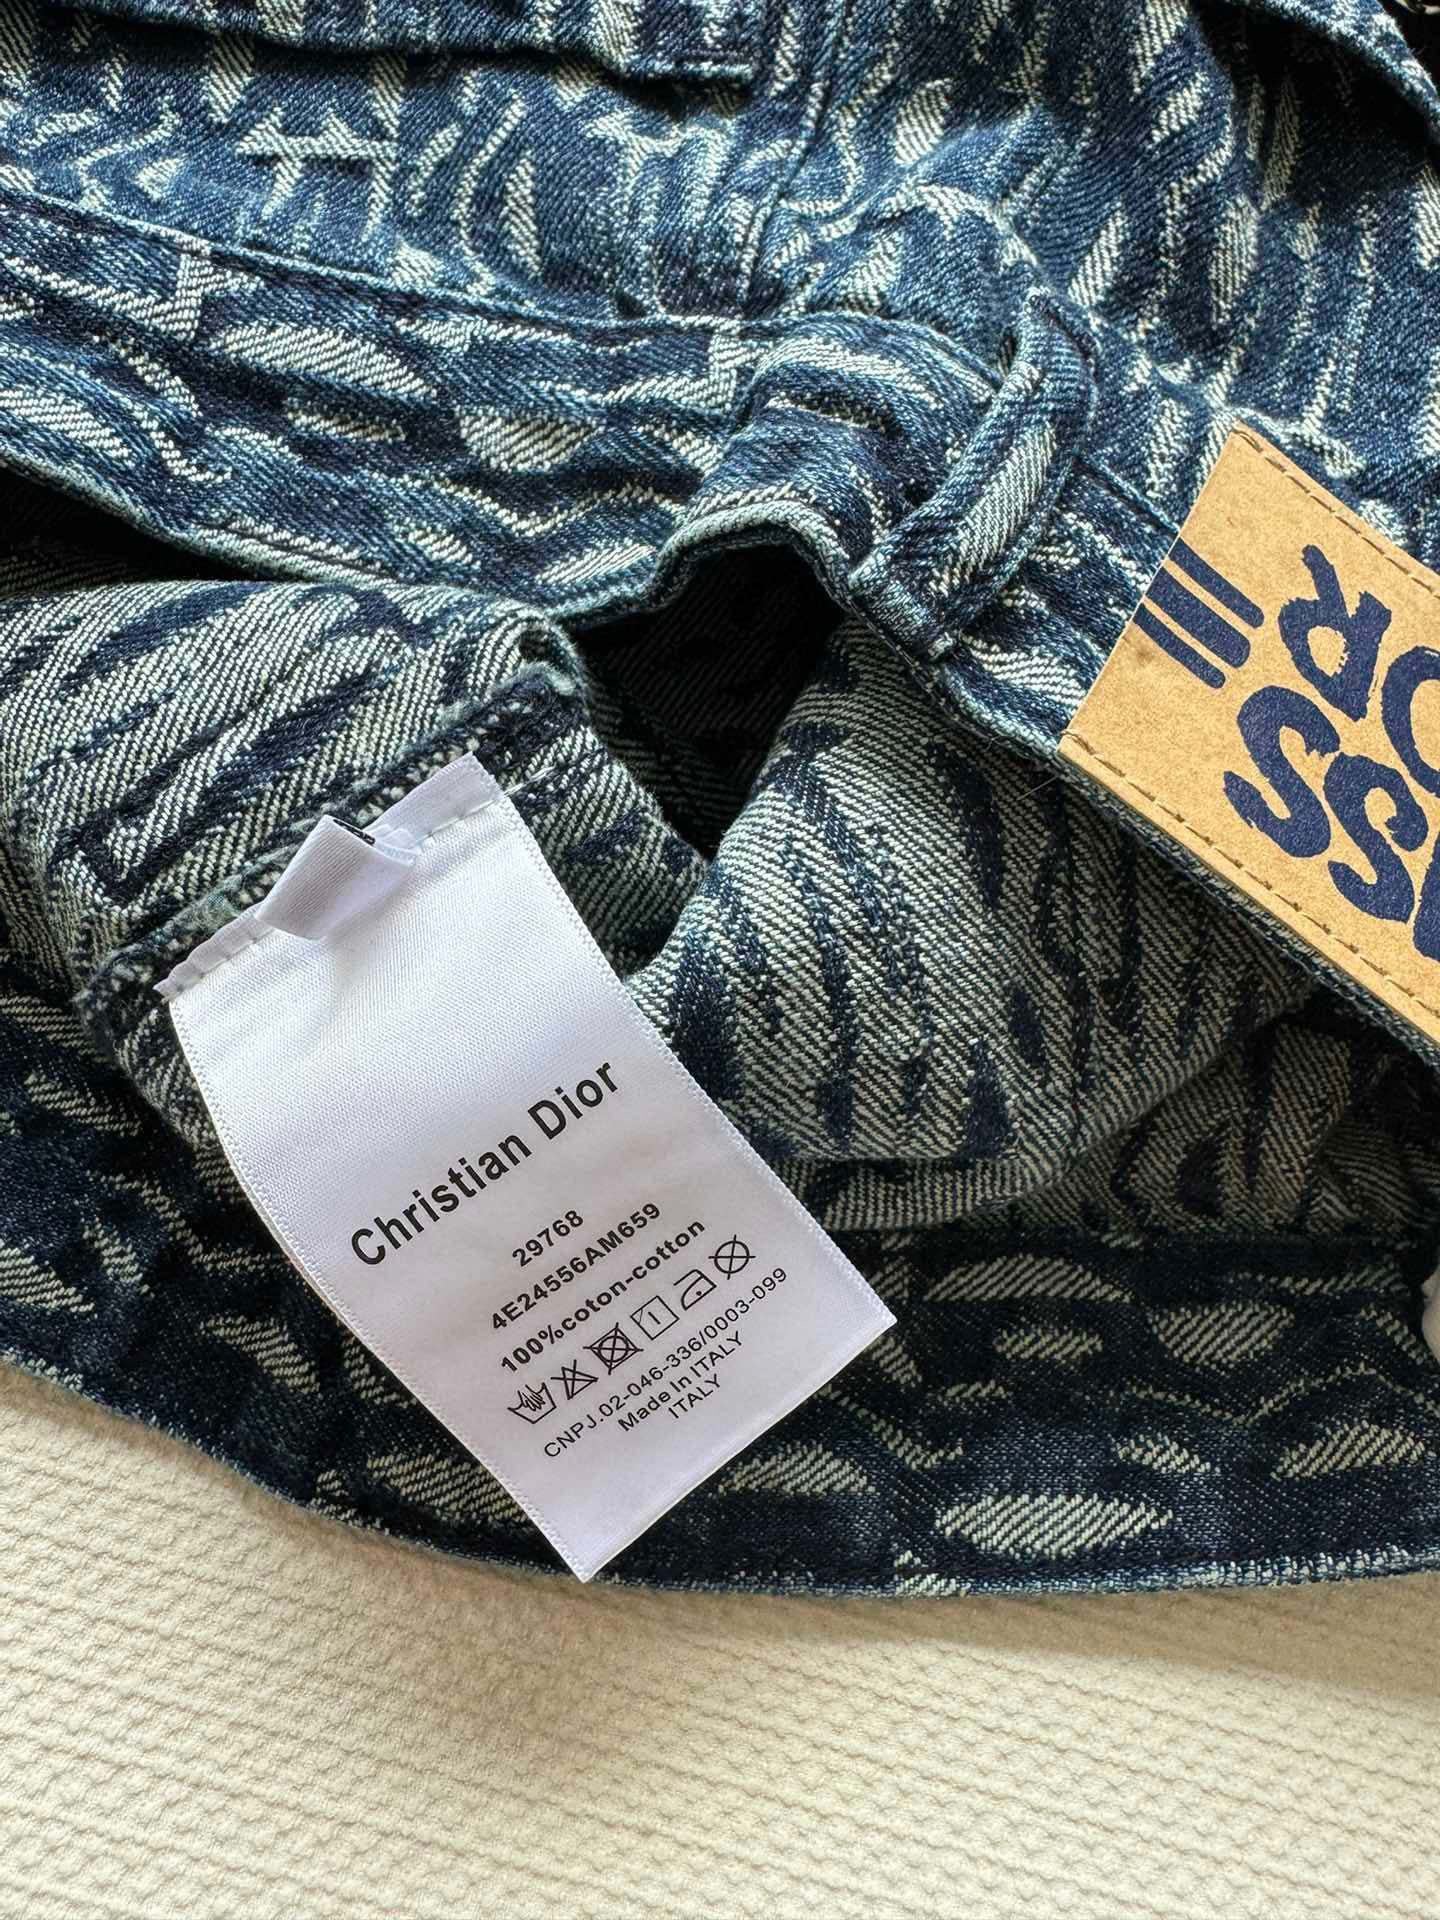 Christian Dior
29768
4E24556AM659
100%coton-cotton
CNPJ.02-046-336/0003-099
Made In ITALY
ITALY